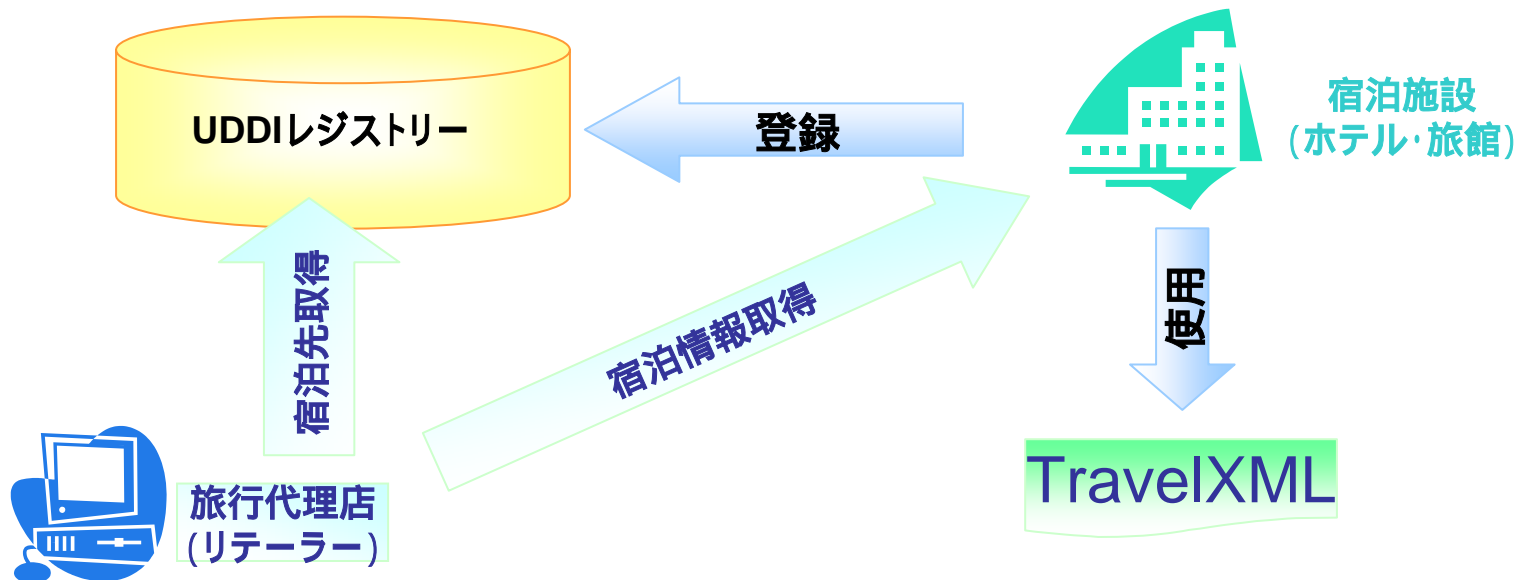 UDDIレジストリー
登録
宿泊施設
(ホテル・旅館)
宿泊先取得
宿泊情報取得
使用
旅行代理店
(リテーラー)
TravelXML